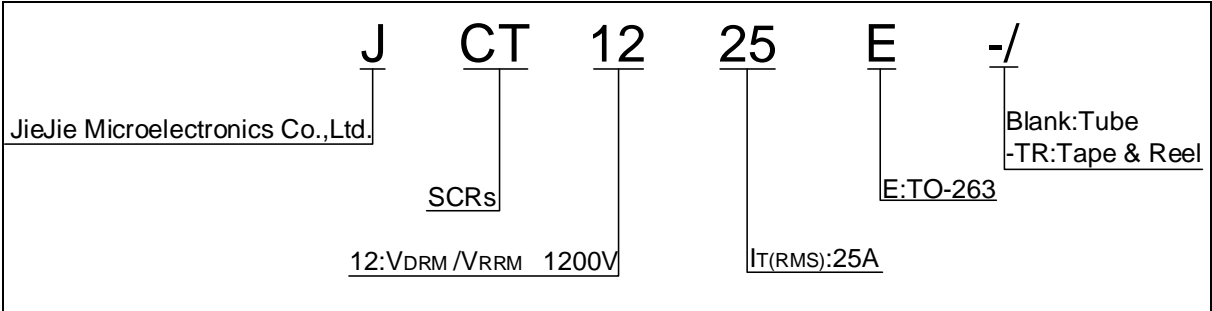 J CT 12 25 E -/
JieJie Microelectronics Co.,Ltd.
Blank:Tube
-TR:Tape & Reel
SCRs
E:TO-263
12:VDRM /VRRM 1200V
IT(RMS):25A